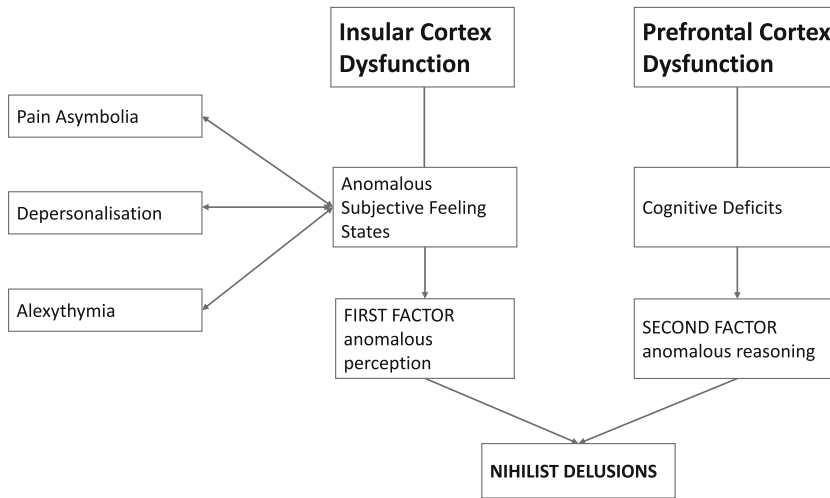 Insular Cortex
Dysfunction
Prefrontal Cortex
Dysfunction
Pain Asymbolia
Depersonalisation
Alexythymia
Anomalous
Subjective Feeling
States
Cognitive Deficits
FIRST FACTOR
anomalous
perception
SECOND FACTOR
anomalous reasoning
NIHILIST DELUSIONS